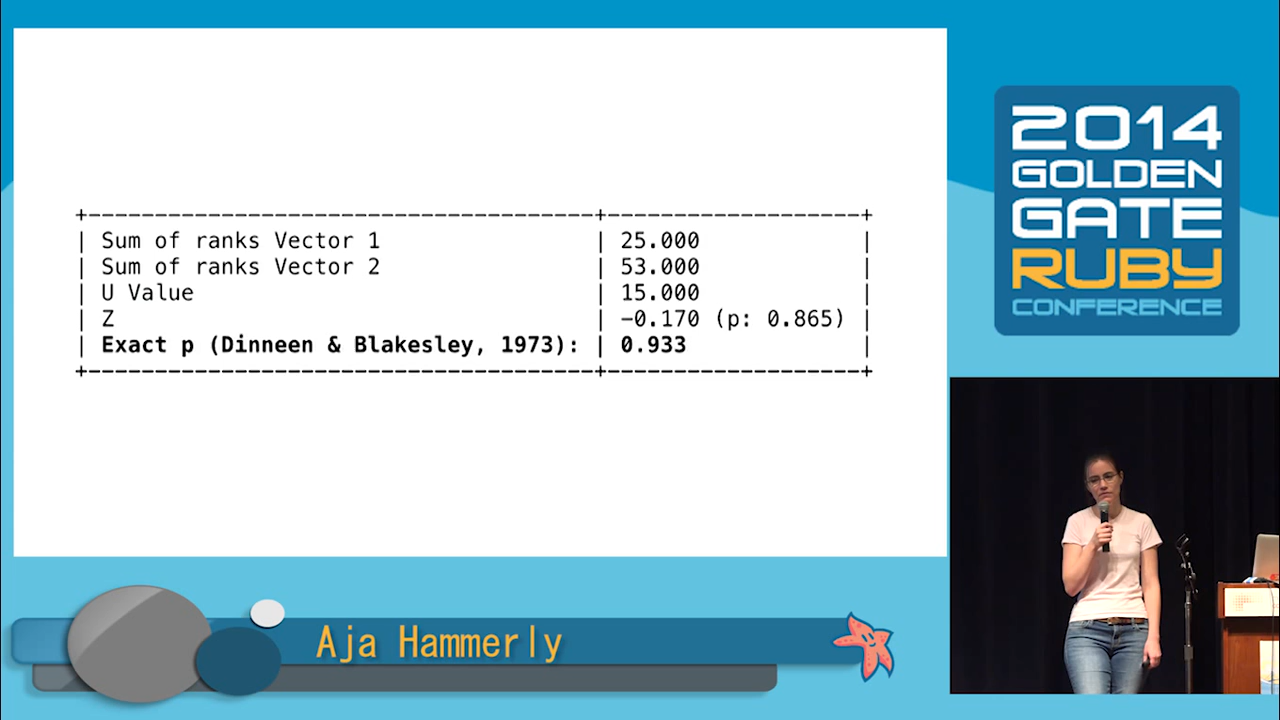 +---------------------------------------+--------------------+
| Sum of ranks Vector 1 | 25.000 |
| Sum of ranks Vector 2 | 53.000 |
| U Value | 15.000 |
| Z | −0.170 (p: 0.865) |
| Exact p (Dinneen & Blakesley, 1973): | 0.933 |
+---------------------------------------+--------------------+
2014
GOLDEN
GATE
RUBY
CONFERENCE
Aja Hammerly